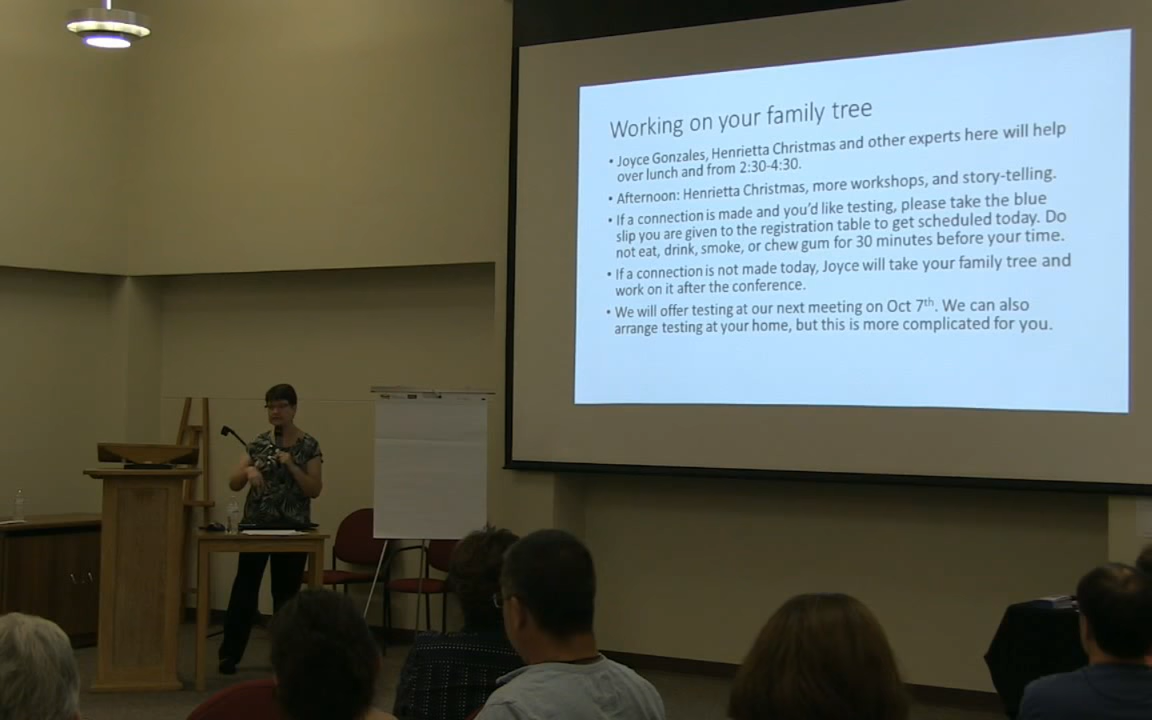 Working on your family tree
• Joyce Gonzales, Henrietta Christmas and other experts here will help
over lunch and from 2:30-4:30.
• Afternoon: Henrietta Christmas, more workshops, and story-telling.
• If a connection is made and you'd like testing, please take the blue
slip you are given to the registration table to get scheduled today. Do
not eat, drink, smoke, or chew gum for 30 minutes before your time.
• If a connection is not made today, Joyce will take your family tree and
work on it after the conference.
• We will offer testing at our next meeting on Oct 7th. We can also
arrange testing at your home, but this is more complicated for you.